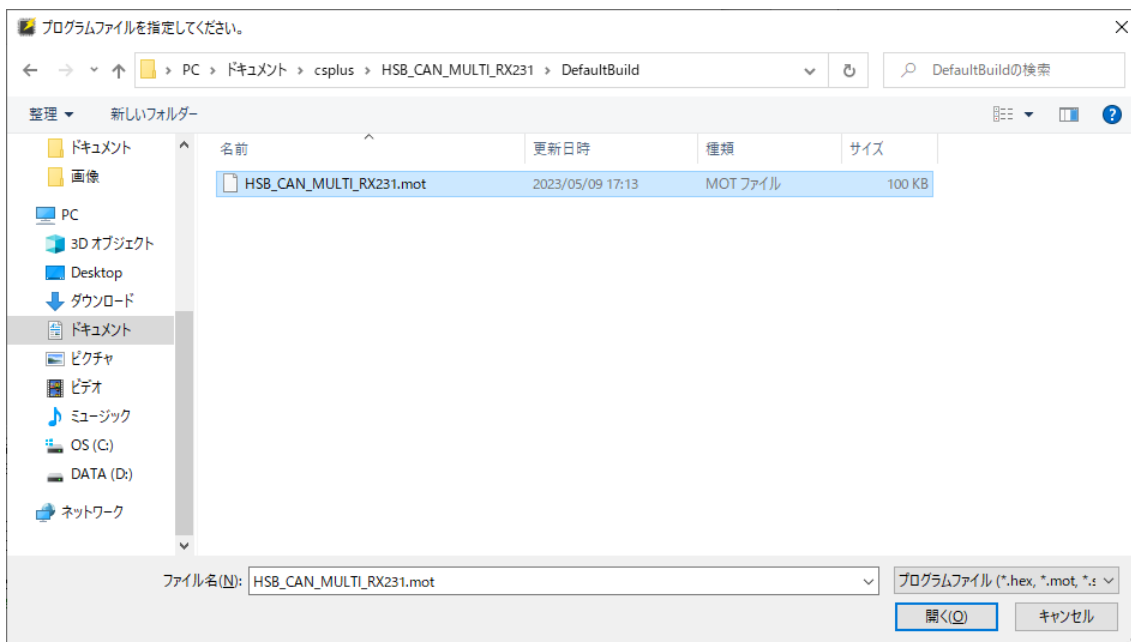 プログラムファイルを指定してください。
PC › ドキュメント › csplus › HSB_CAN_MULTI_RX231 › DefaultBuild
DefaultBuildの検索
整理
新しいフォルダー
ドキュメント
画像
PC
3D オブジェクト
Desktop
ダウンロード
ドキュメント
ピクチャ
ビデオ
ミュージック
OS (C:)
DATA (D:)
ネットワーク
名前 更新日時 種類 サイズ
HSB_CAN_MULTI_RX231.mot 2023/05/09 17:13 MOT ファイル 100 KB
ファイル名(N): HSB_CAN_MULTI_RX231.mot
プログラムファイル (*.hex, *.mot, *.s
開く(O) キャンセル